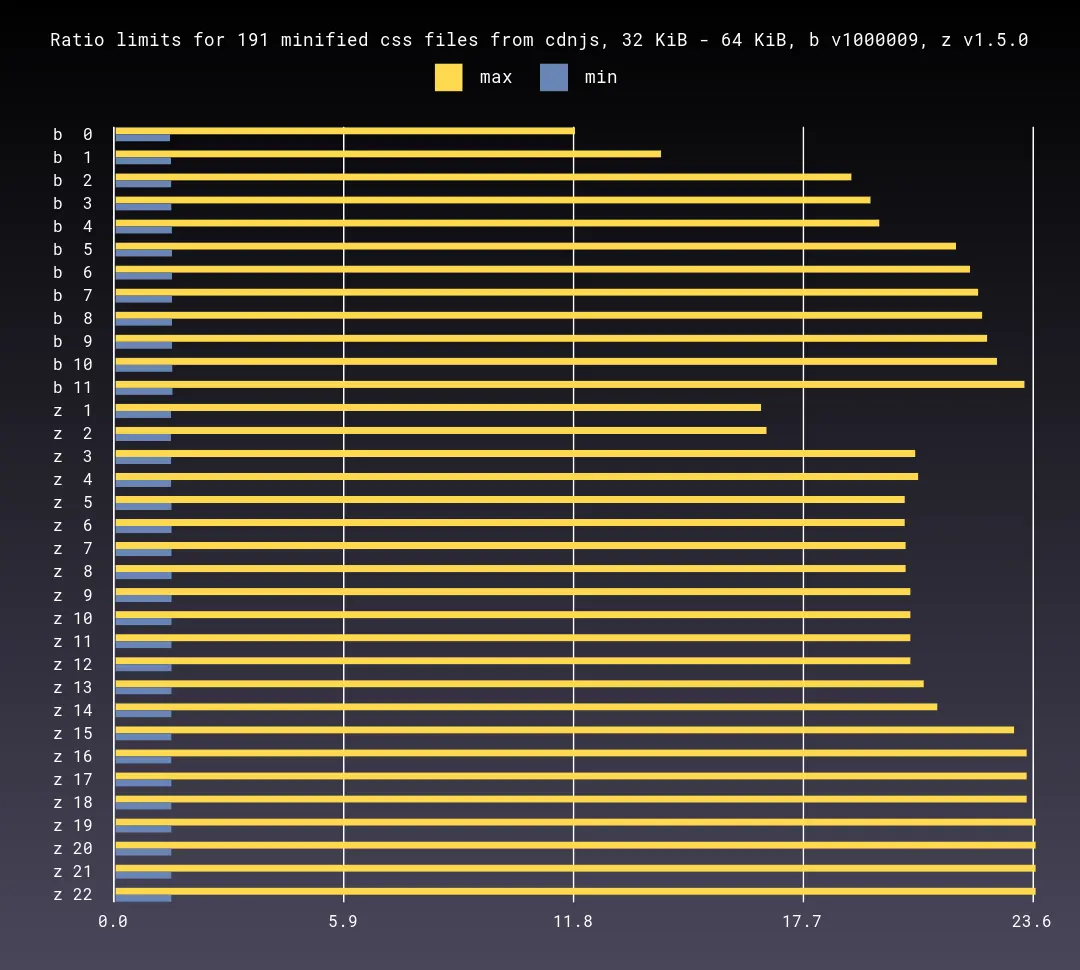 Ratio limits for 191 minified css files from cdnjs, 32 KiB - 64 KiB, b v1000009, z v1.5.0
max min
b 0
b 1
b 2
b 3
b 4
b 5
b 6
b 7
b 8
b 9
b 10
b 11
z 1
z 2
z 3
z 4
z 5
z 6
z 7
z 8
z 9
z 10
z 11
z 12
z 13
z 14
z 15
z 16
z 17
z 18
z 19
z 20
z 21
z 22
0.0 5.9 11.8 17.7 23.6